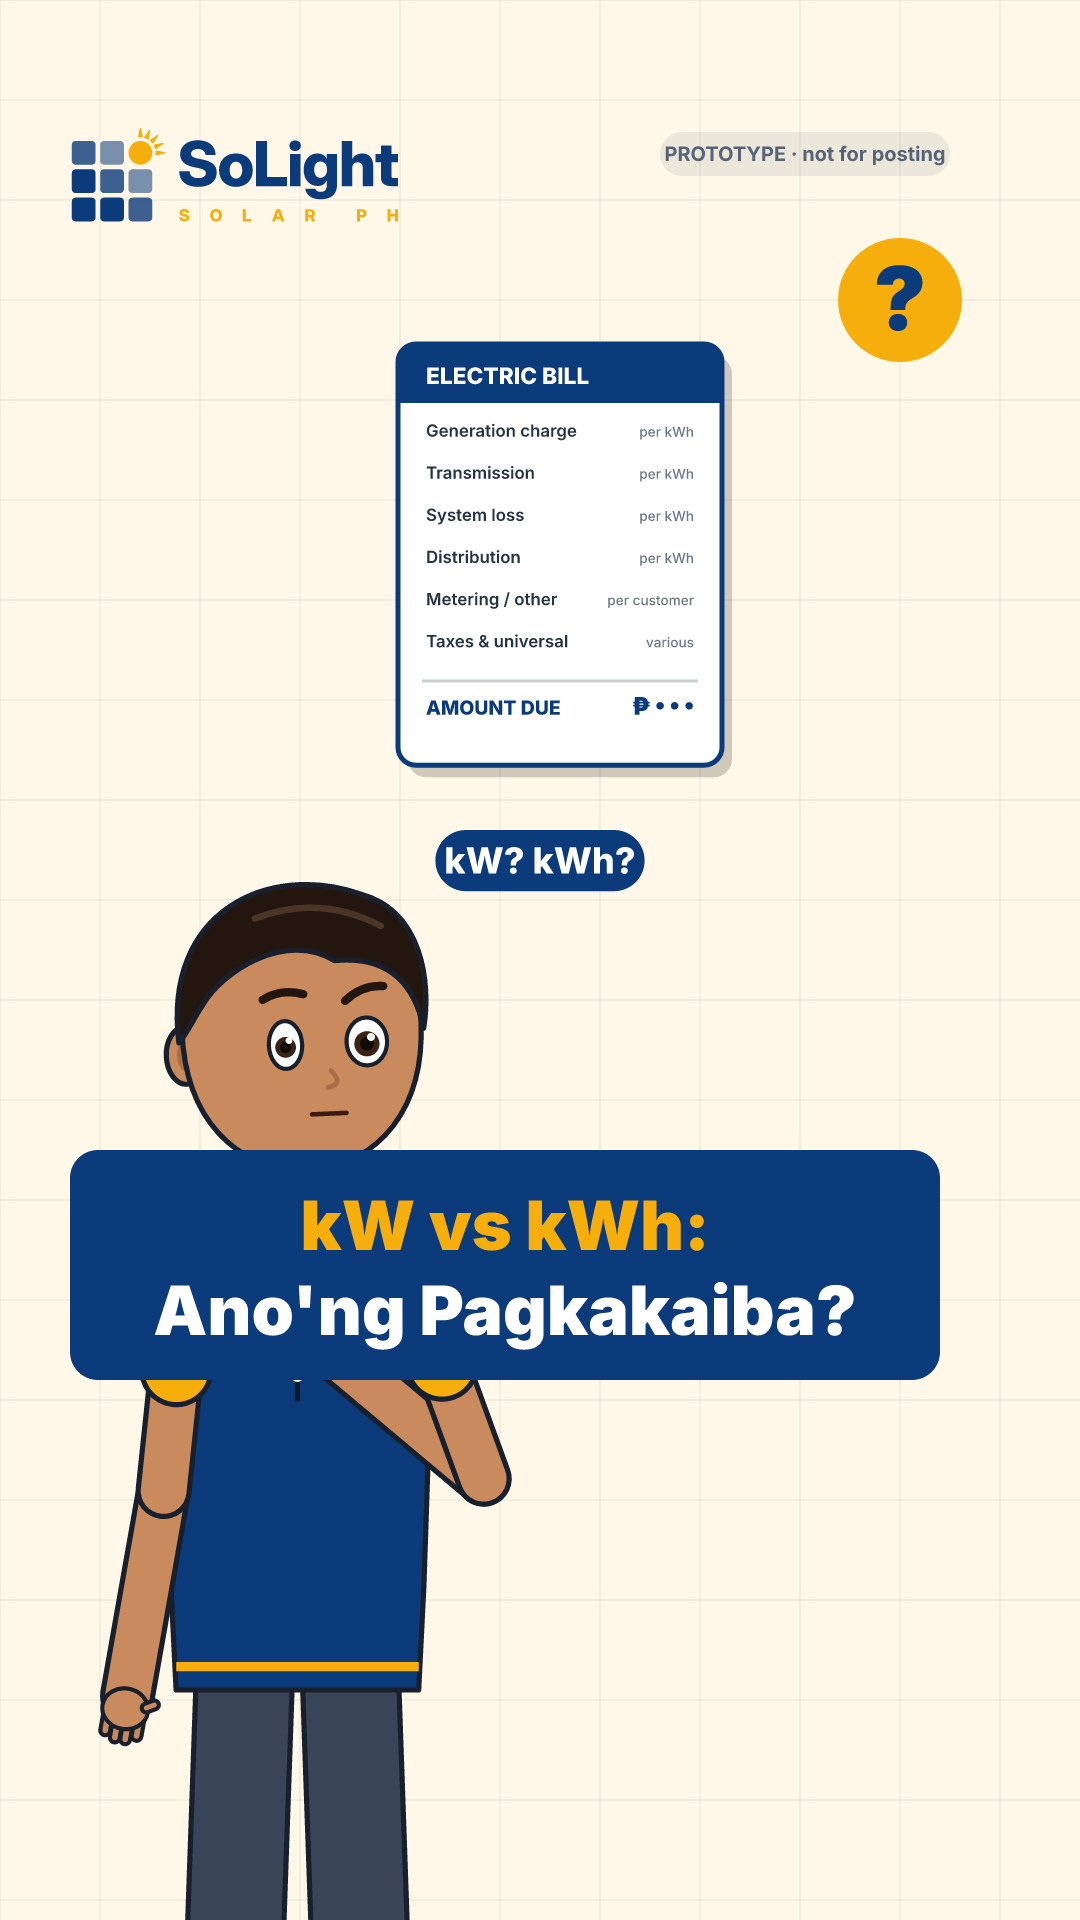 SoLight
SOLAR PH
PROTOTYPE · not for posting
?
ELECTRIC BILL
Generation charge per kWh
Transmission per kWh
System loss per kWh
Distribution per kWh
Metering / other per customer
Taxes & universal various
AMOUNT DUE ₱•••
kW? kWh?
kW vs kWh:
Ano'ng Pagkakaiba?